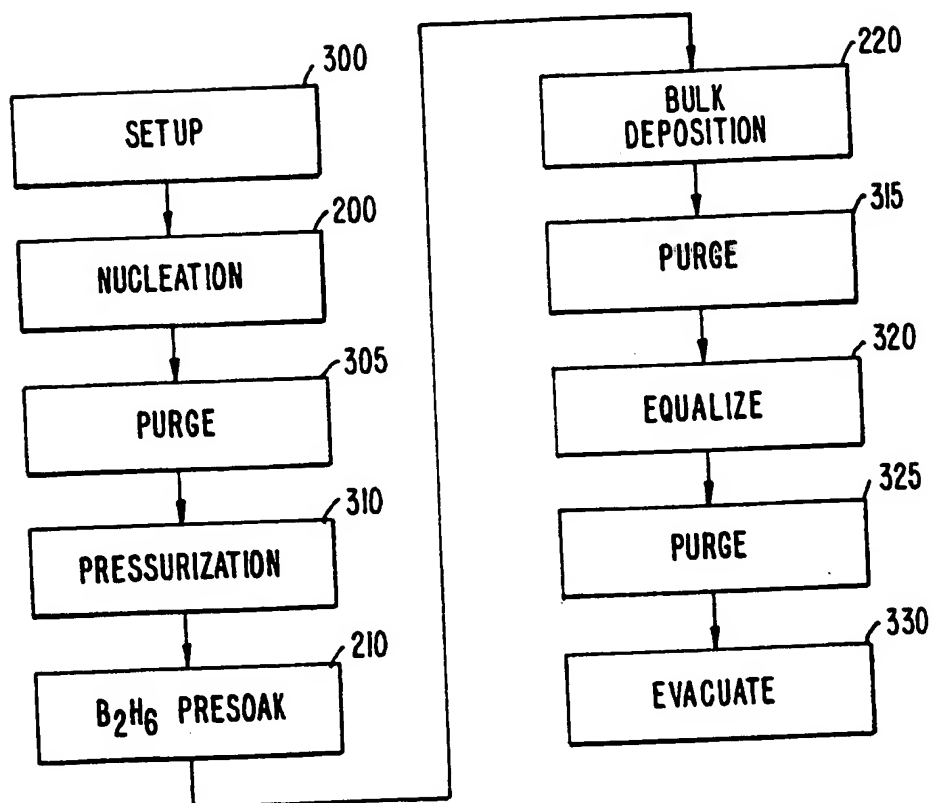 300
SETUP
200
NUCLEATION
305
PURGE
310
PRESSURIZATION
210
B₂H₆ PRESOAK
220
BULK
DEPOSITION
315
PURGE
320
EQUALIZE
325
PURGE
330
EVACUATE